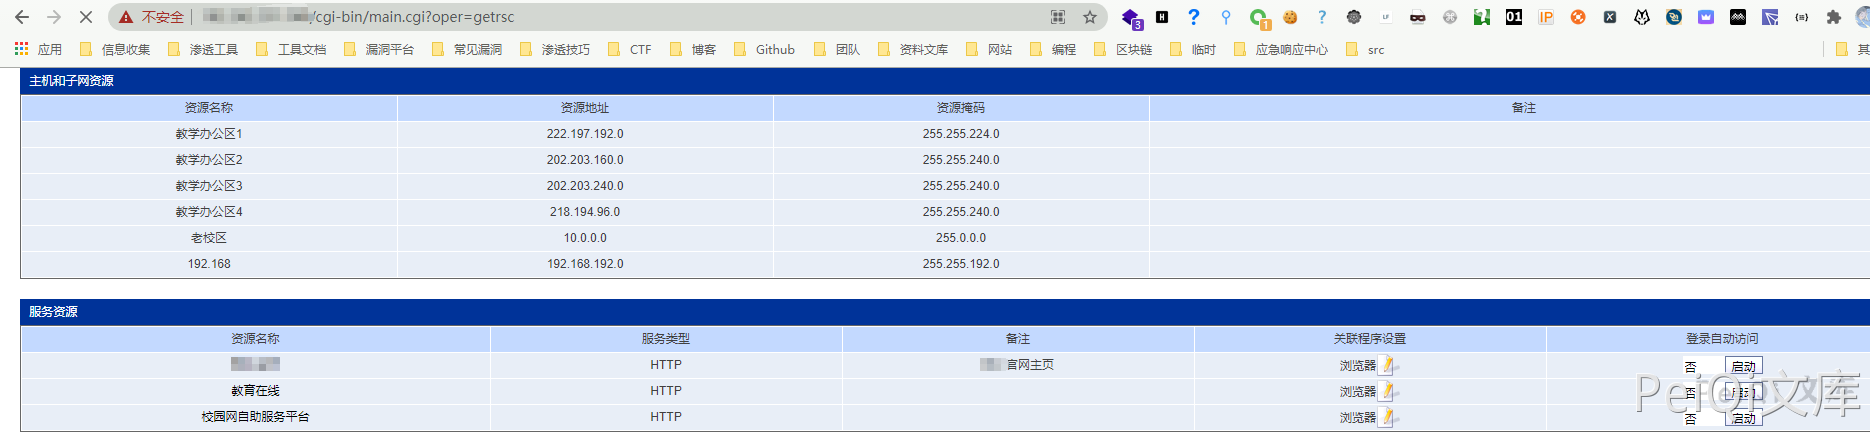 不安全 /cgi-bin/main.cgi?oper=getrsc
应用 信息收集 渗透工具 工具文档 漏洞平台 常见漏洞 渗透技巧 CTF 博客 Github 团队 资料文库 网站 编程 区块链 临时 应急响应中心 src 其
主机和子网资源
资源名称 资源地址 资源掩码 备注
教学办公区1 222.197.192.0 255.255.224.0
教学办公区2 202.203.160.0 255.255.240.0
教学办公区3 202.203.240.0 255.255.240.0
教学办公区4 218.194.96.0 255.255.240.0
老校区 10.0.0.0 255.0.0.0
192.168 192.168.192.0 255.255.192.0
服务资源
资源名称 服务类型 备注 关联程序设置 登录自动访问
HTTP 官网主页 浏览器 否 启动
教育在线 HTTP 浏览器 否 启动
校园网自助服务平台 HTTP 浏览器 否 启动
PeiQi文库